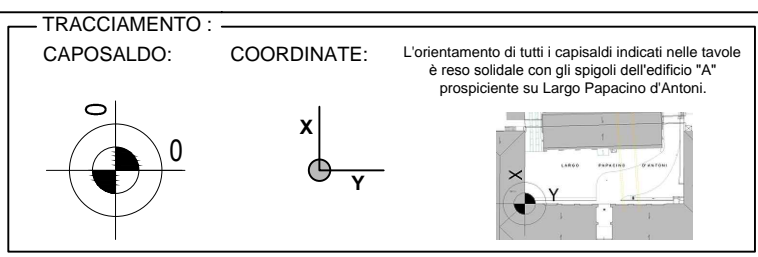 TRACCIAMENTO :
CAPOSALDO:
COORDINATE:
L'orientamento di tutti i capisaldi indicati nelle tavole
è reso solidale con gli spigoli dell'edificio "A"
prospiciente su Largo Papacino d'Antoni.
0
0
X
Y
LARGO PAPACINO D'ANTONI
X
Y